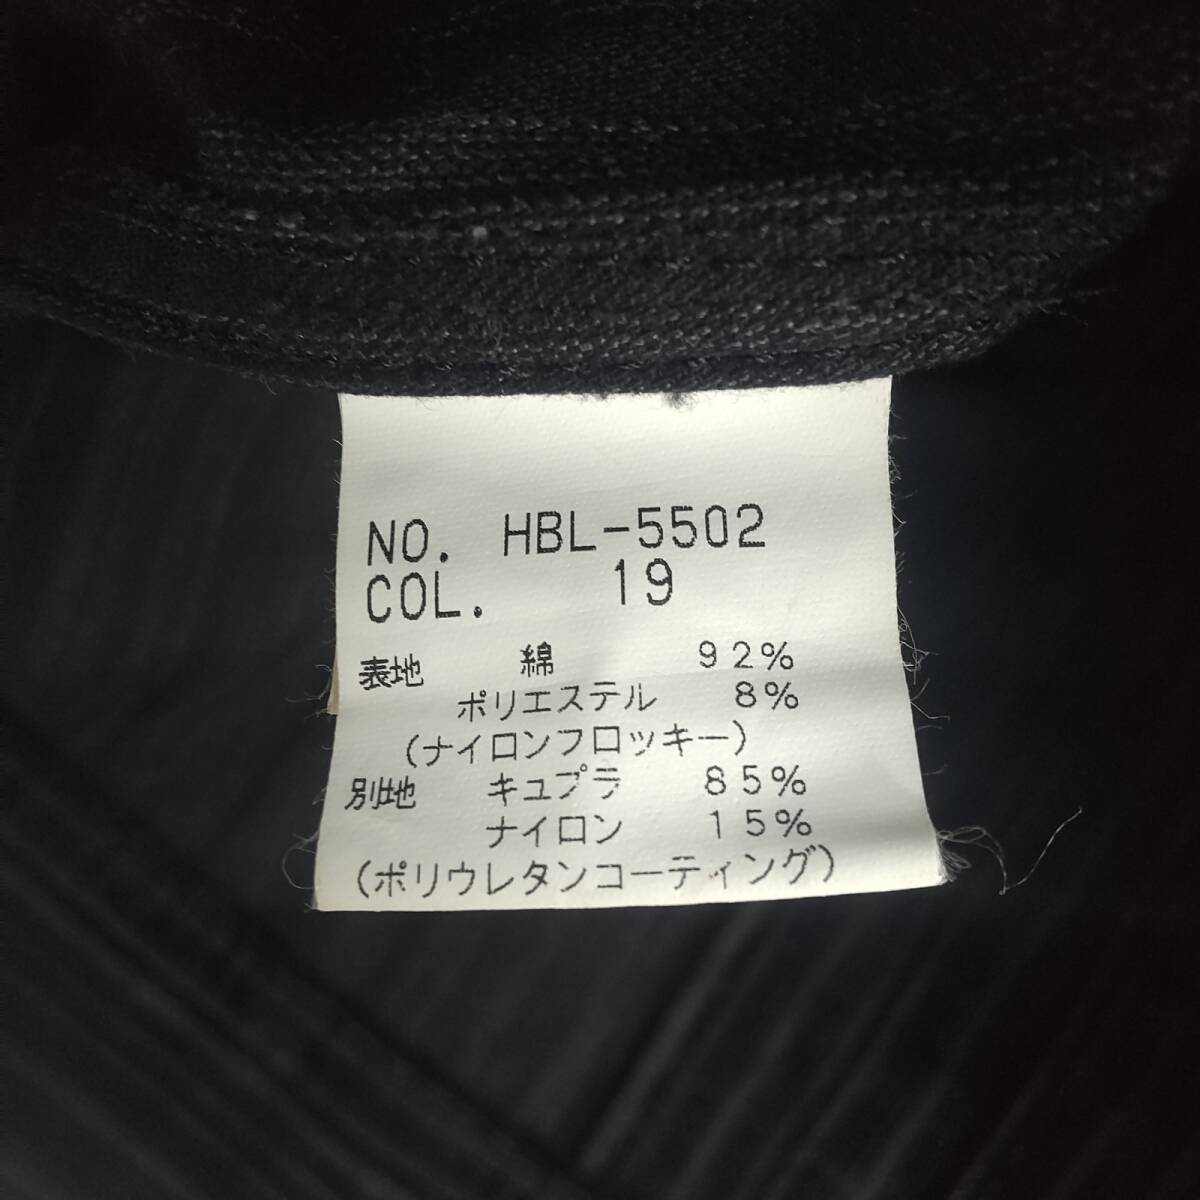 NO. HBL-5502
COL. 19
表地 綿 92%
ポリエステル 8%
(ナイロンフロッキー)
別地 キュプラ 85%
ナイロン 15%
(ポリウレタンコーティング)